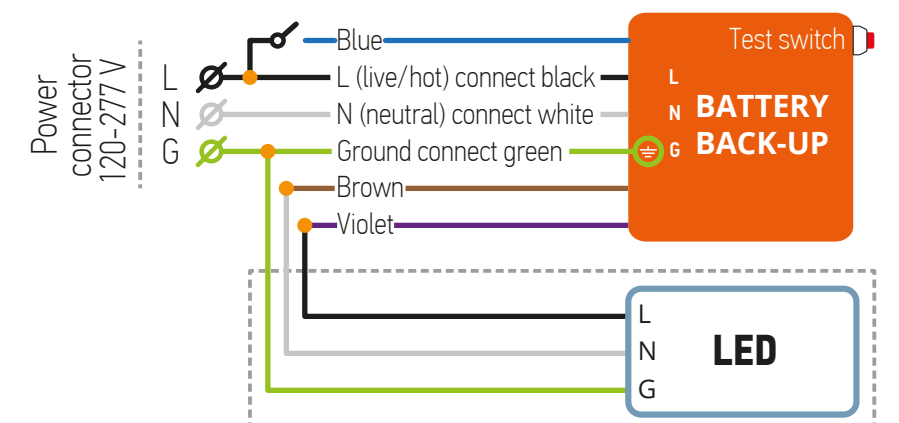 Power
connector
120-277 V
L
N
G
Blue
L (live/hot) connect black
N (neutral) connect white
Ground connect green
Brown
Violet
Test switch
L
N
G
BATTERY
BACK-UP
L
N
G
LED